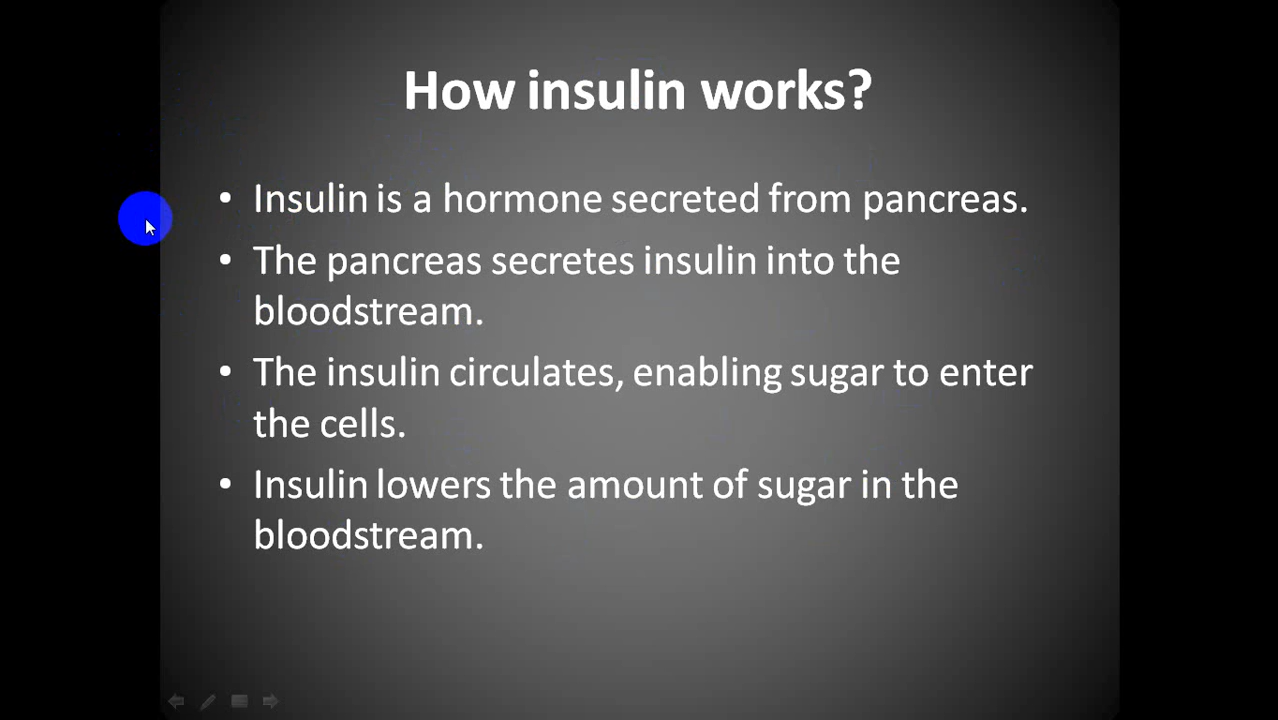 How insulin works?
• Insulin is a hormone secreted from pancreas.
• The pancreas secretes insulin into the
bloodstream.
• The insulin circulates, enabling sugar to enter
the cells.
• Insulin lowers the amount of sugar in the
bloodstream.